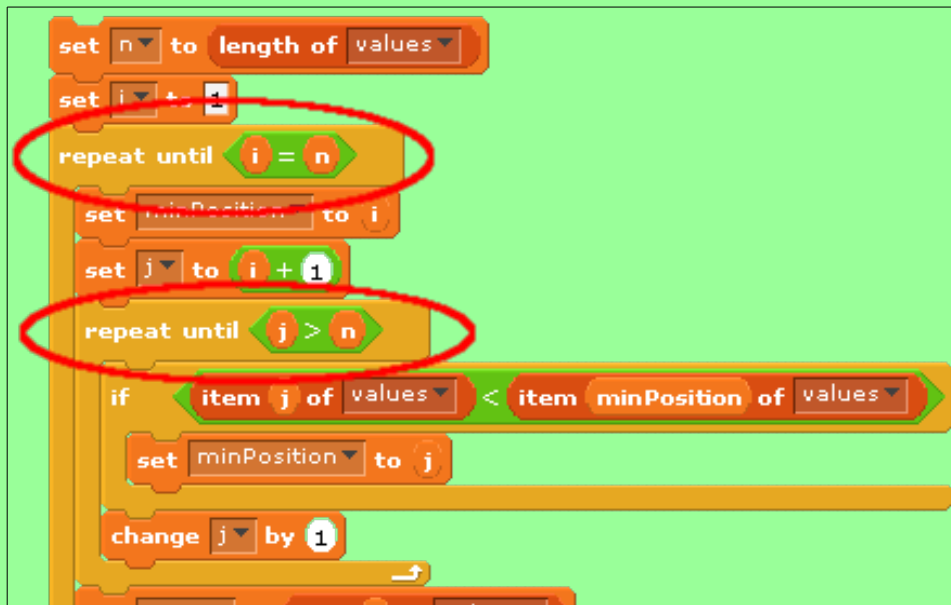 set n to length of values
set i to 1
repeat until i = n
set minPosition to i
set j to i + 1
repeat until j > n
if item j of values < item minPosition of values
set minPosition to j
change j by 1